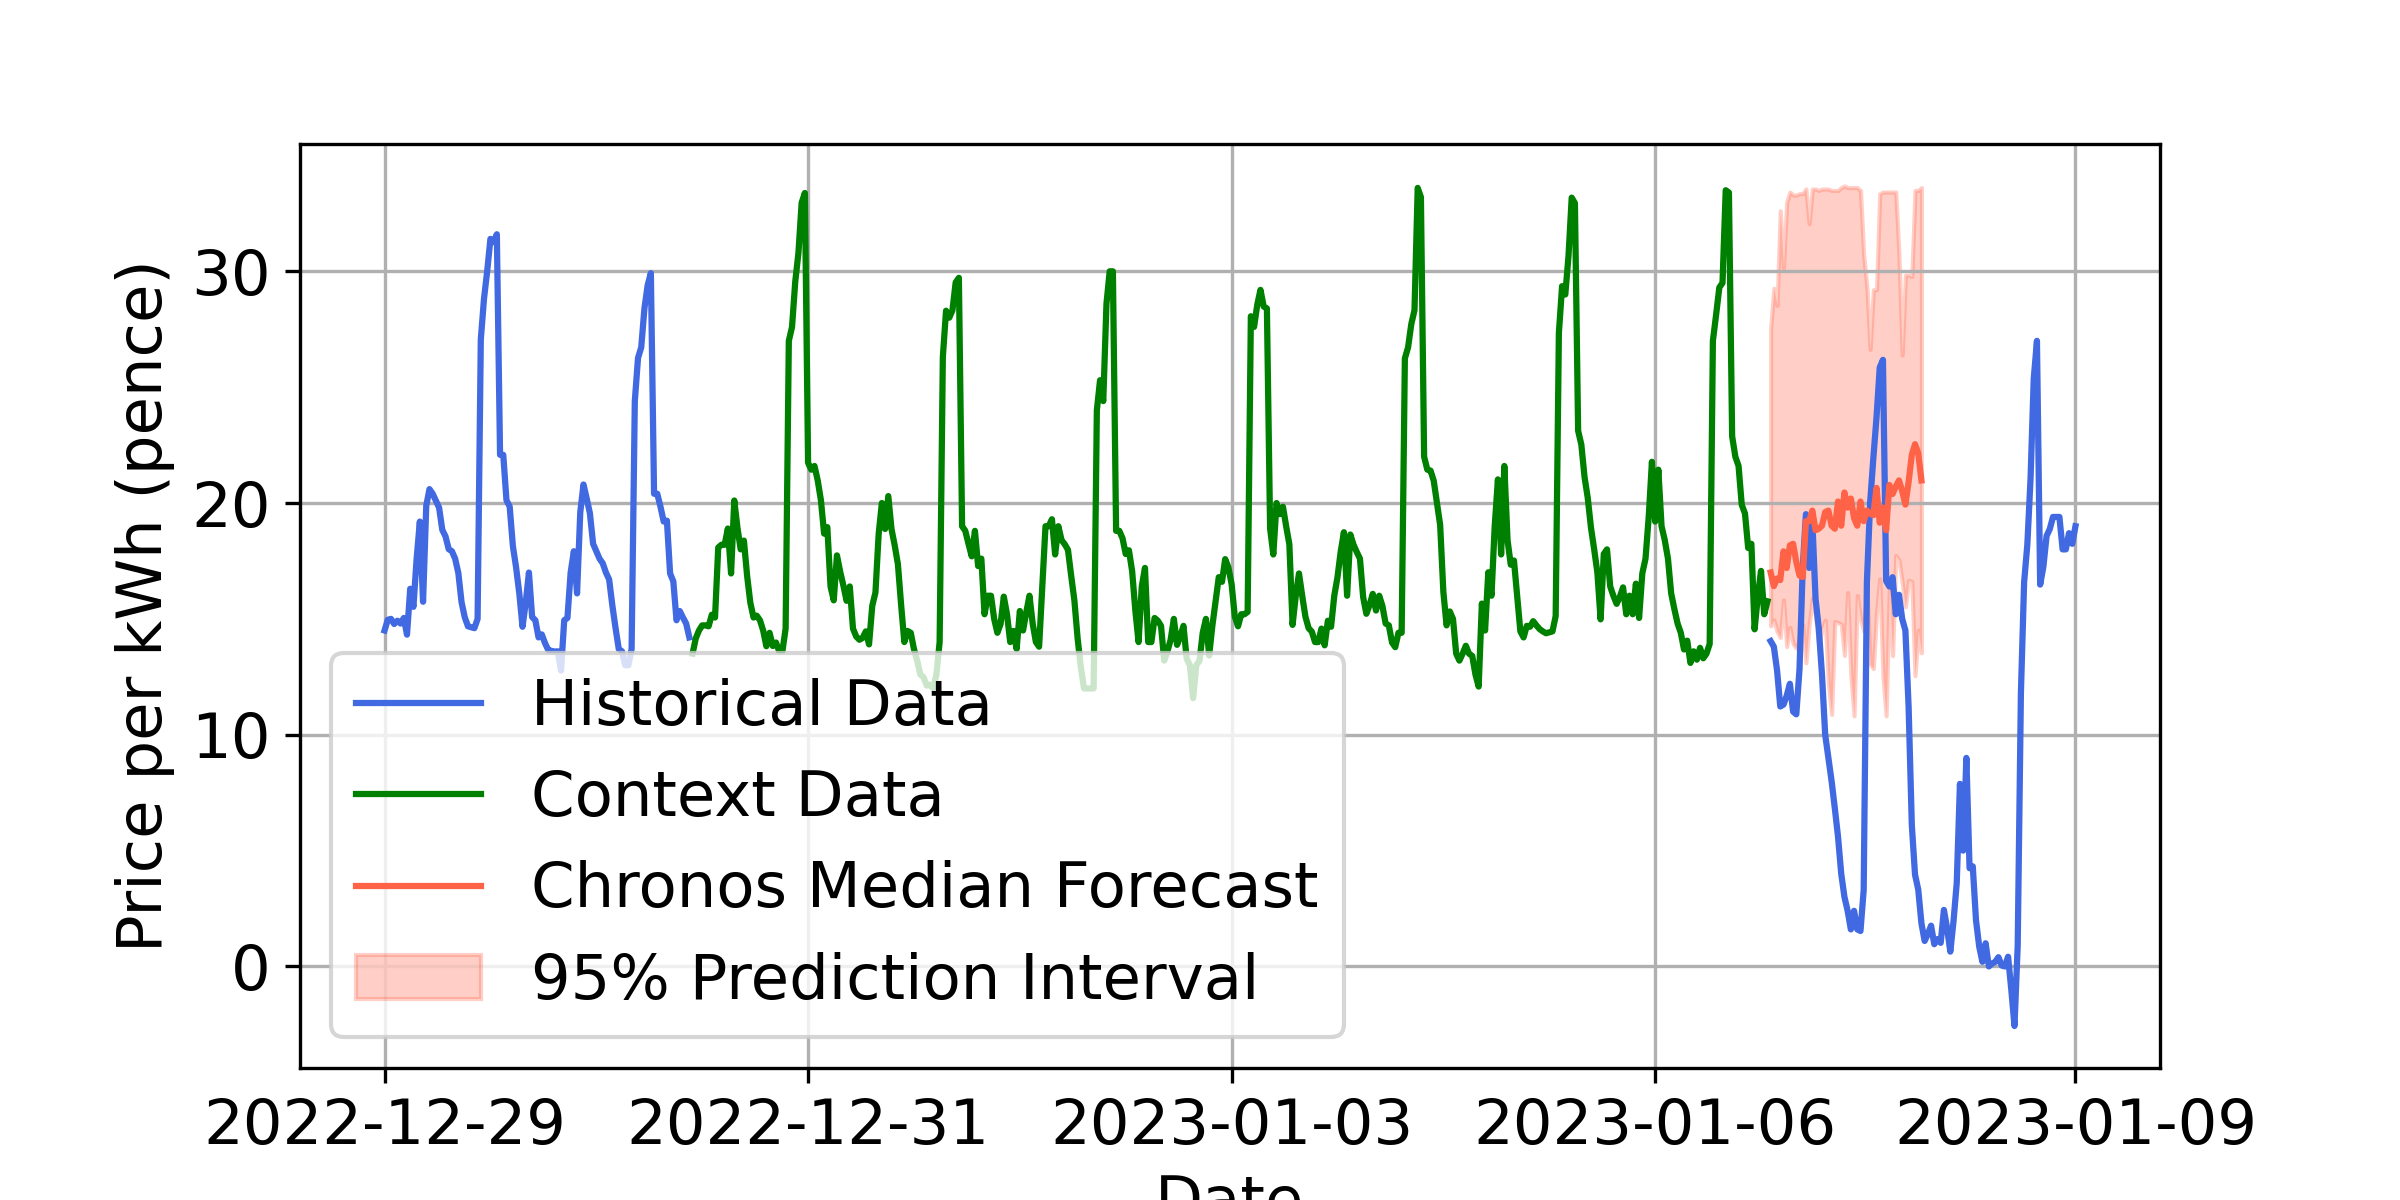 Price per kWh (pence)
30
20
10
0
Historical Data
Context Data
Chronos Median Forecast
95% Prediction Interval
2022-12-29 2022-12-31 2023-01-03 2023-01-06 2023-01-09
Date